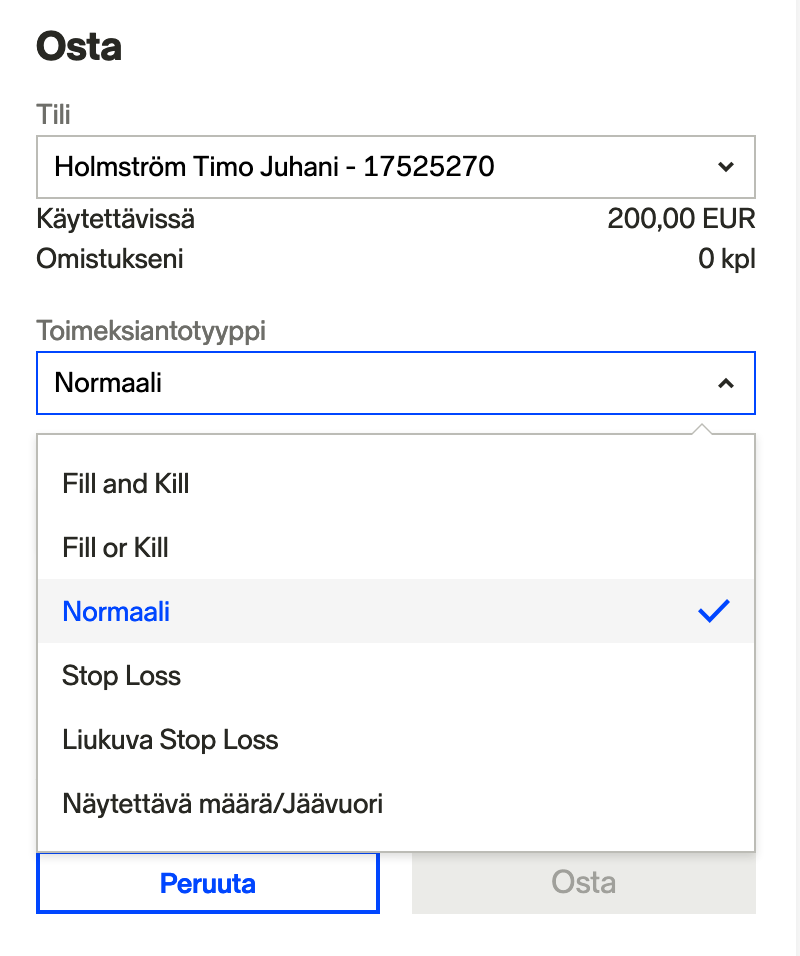 Osta
Tili
Holmström Timo Juhani - 17525270
Käytettävissä 200,00 EUR
Omistukseni 0 kpl
Toimeksiantotyyppi
Normaali
Fill and Kill
Fill or Kill
Normaali
Stop Loss
Liukuva Stop Loss
Näytettävä määrä/Jäävuori
Peruuta Osta